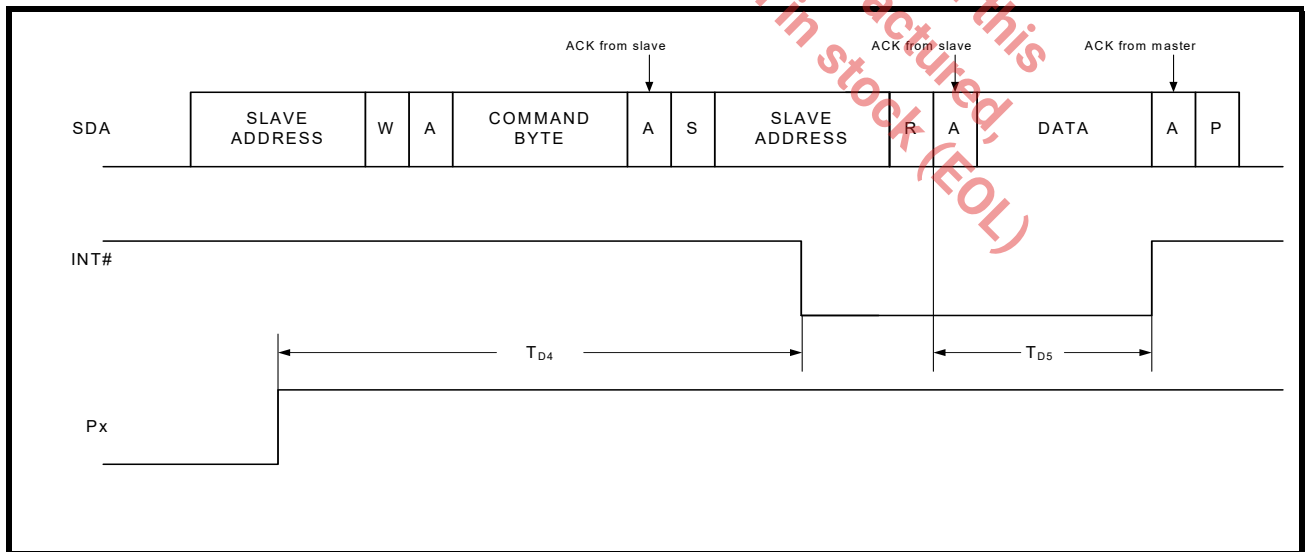 ACK from slave
ACK from slave
ACK from master
SDA
SLAVE ADDRESS
W
A
COMMAND BYTE
A
S
SLAVE ADDRESS
R
A
DATA
A
P
INT#
TD4
TD5
Px
this
actured,
in stock (EOL)